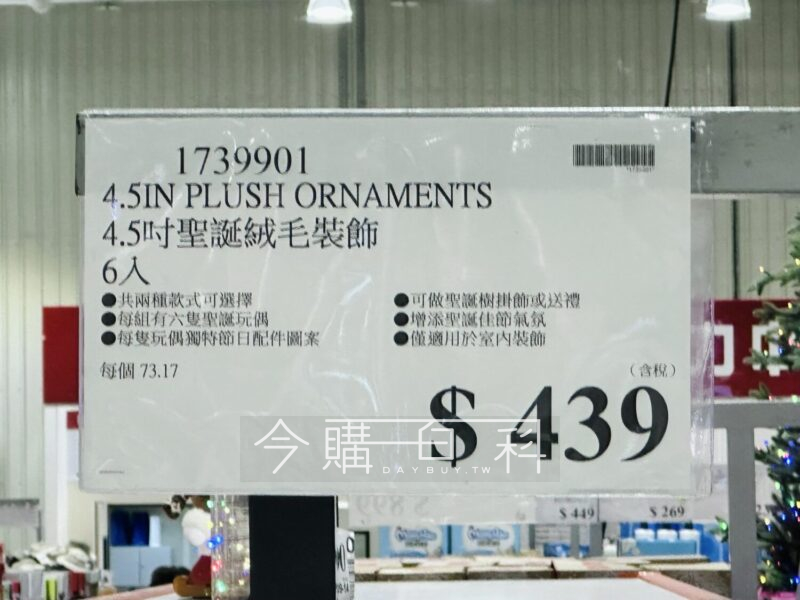 1739901
4.5IN PLUSH ORNAMENTS
4.5吋聖誕絨毛裝飾
6入
●共兩種款式可選擇
●每組有六隻聖誕玩偶
●每隻玩偶獨特節日配件圖案
●可做聖誕樹掛飾或送禮
●增添聖誕佳節氣氛
●僅適用於室內裝飾
每個 73.17
(含稅)
$ 439
今購百科
DAYBUY.TW
$ 449
$ 269